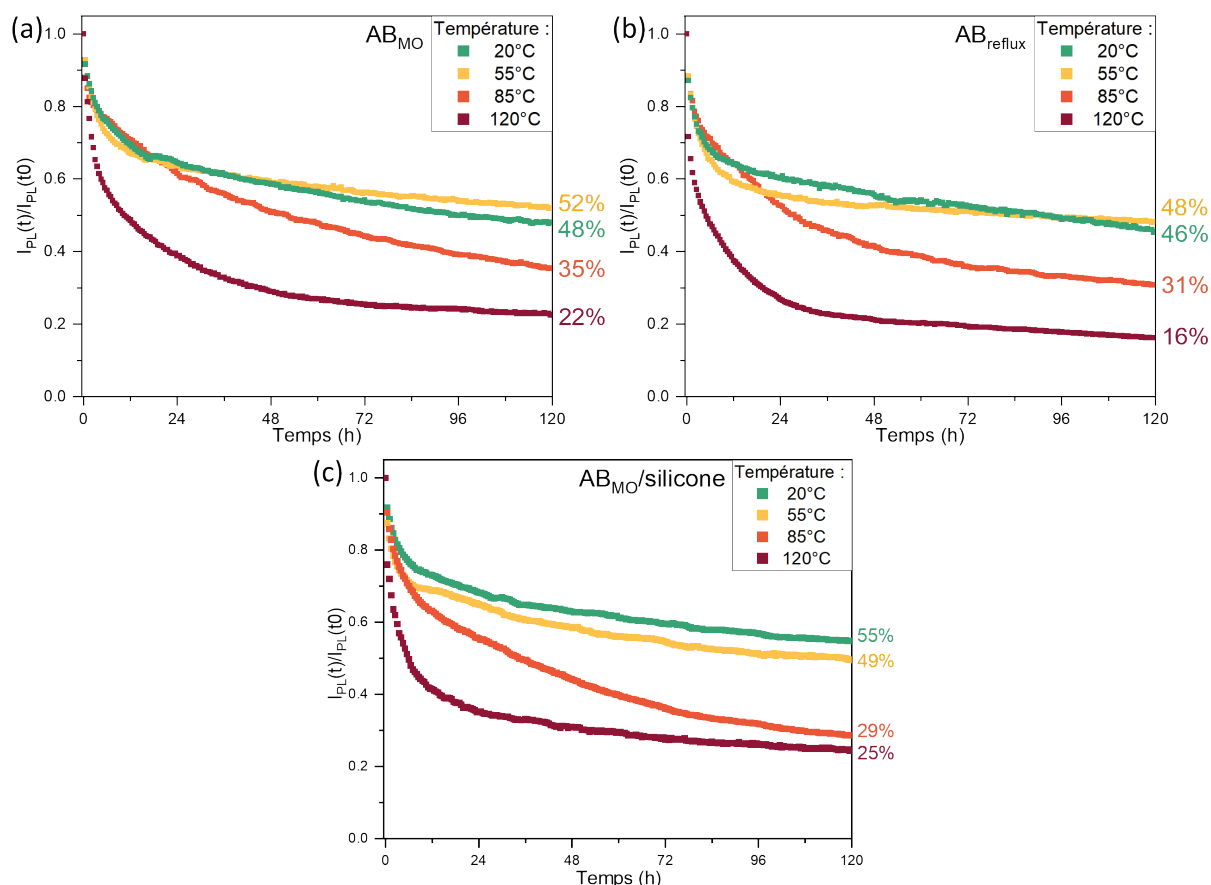 (a)
AB_MO
Température :
20°C
55°C
85°C
120°C
I_PL(t)/I_PL(t0)
1.0
0.8
0.6
0.4
0.2
0.0
52%
48%
35%
22%
0 24 48 72 96 120
Temps (h)
(b)
AB_reflux
Température :
20°C
55°C
85°C
120°C
I_PL(t)/I_PL(t0)
1.0
0.8
0.6
0.4
0.2
0.0
48%
46%
31%
16%
0 24 48 72 96 120
Temps (h)
(c)
AB_MO/silicone
Température :
20°C
55°C
85°C
120°C
I_PL(t)/I_PL(t0)
1.0
0.8
0.6
0.4
0.2
0.0
55%
49%
29%
25%
0 24 48 72 96 120
Temps (h)